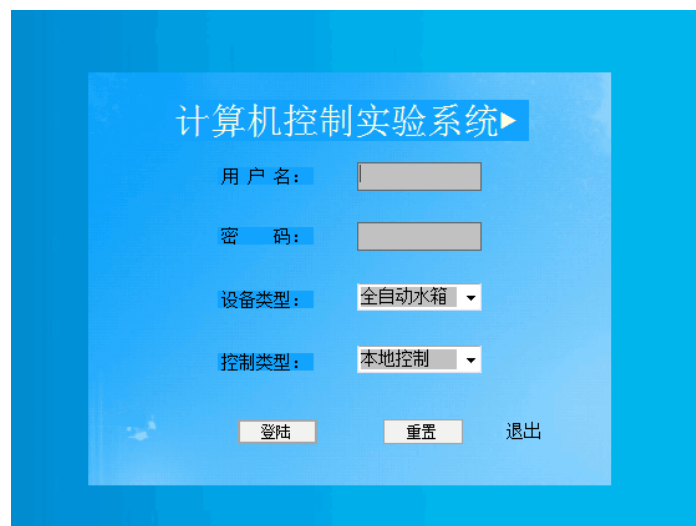 计算机控制实验系统
用 户 名：
密 码：
设备类型： 全自动水箱
控制类型： 本地控制
登陆 重置 退出